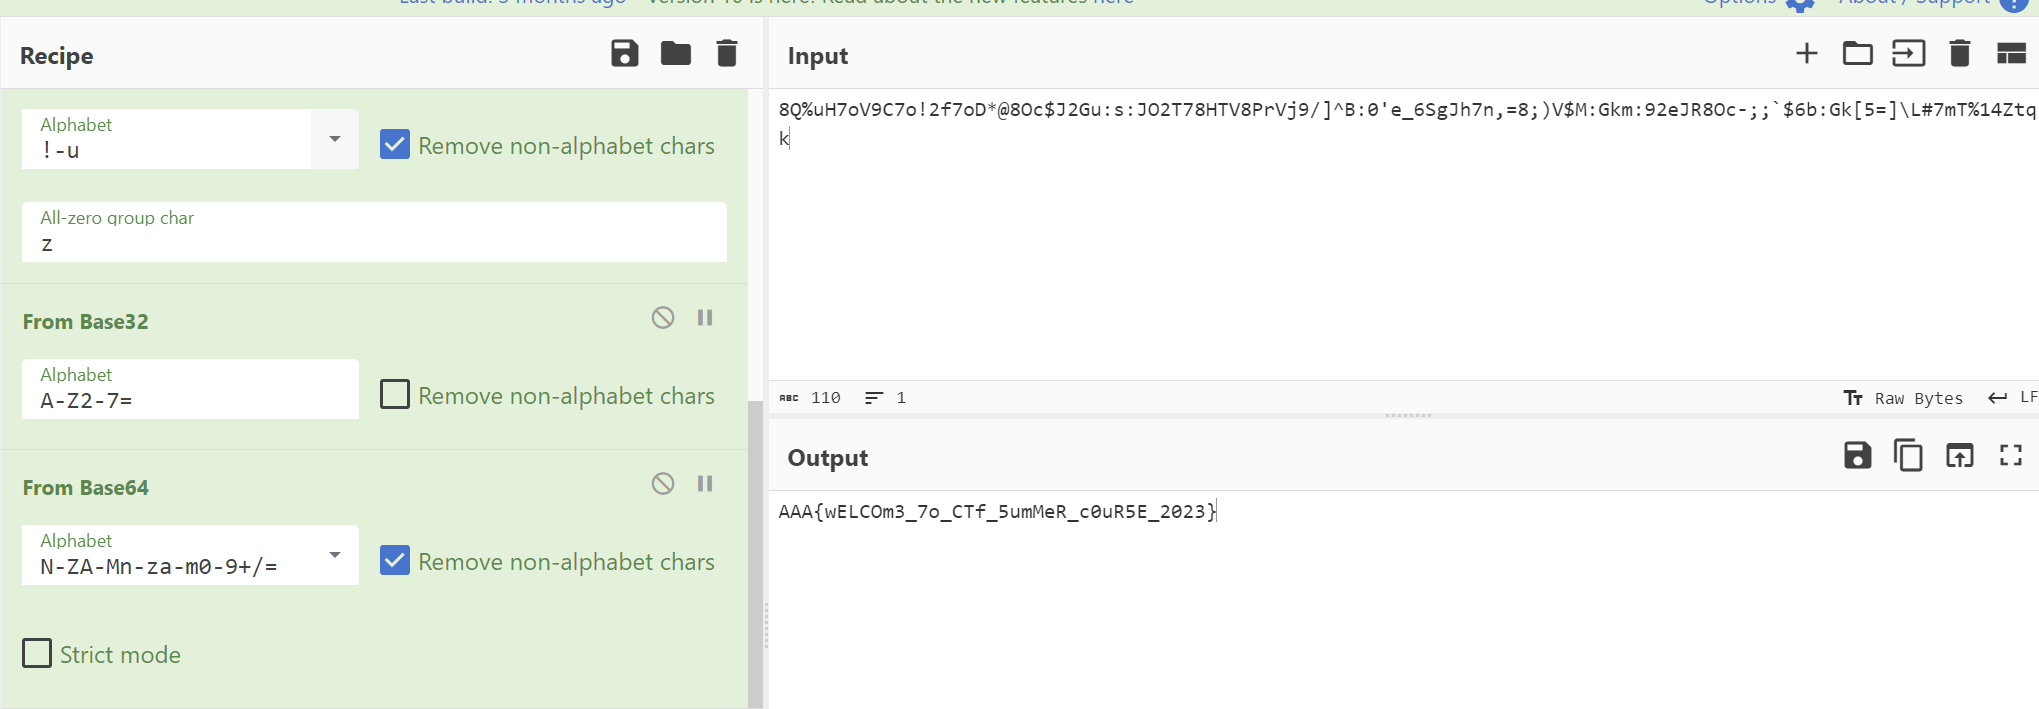 Last build: 3 months ago - Version 10 is here! Read about the new features here
Options
About / Support
Recipe
Alphabet
!-u
Remove non-alphabet chars
All-zero group char
z
From Base32
Alphabet
A-Z2-7=
Remove non-alphabet chars
From Base64
Alphabet
N-ZA-Mn-za-m0-9+/=
Remove non-alphabet chars
Strict mode
Input
8Q%uH7oV9C7o!2f7oD*@8Oc$J2Gu:s:JO2T78HTV8PrVj9/]^B:0'e_6SgJh7n,=8;)V$M:Gkm:92eJR8Oc-;;`$6b:Gk[5=]\L#7mT%14Ztq
k
ABC 110 1
Raw Bytes
LF
Output
AAA{wELCOm3_7o_CTf_5umMeR_c0uR5E_2023}